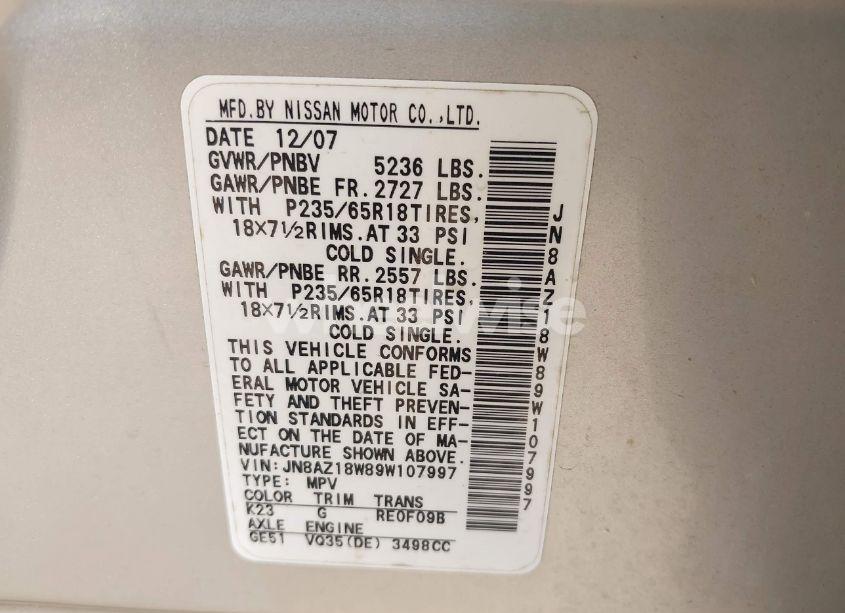 MFD.BY NISSAN MOTOR CO.,LTD.
DATE 12/07
GVWR/PNBV 5236 LBS.
GAWR/PNBE FR.2727 LBS.
WITH P235/65R18TIRES,
18X7½RIMS.AT 33 PSI
COLD SINGLE.
GAWR/PNBE RR.2557 LBS.
WITH P235/65R18TIRES,
18X7½RIMS.AT 33 PSI
COLD SINGLE.
THIS VEHICLE CONFORMS
TO ALL APPLICABLE FED-
ERAL MOTOR VEHICLE SA-
FETY AND THEFT PREVEN-
TION STANDARDS IN EFF-
ECT ON THE DATE OF MA-
NUFACTURE SHOWN ABOVE.
VIN:JN8AZ18W89W107997
TYPE: MPV
COLOR TRIM TRANS
K23 G RE0F09B
AXLE ENGINE
GE51 VQ35(DE) 3498CC
JN8AZ18W89W107997